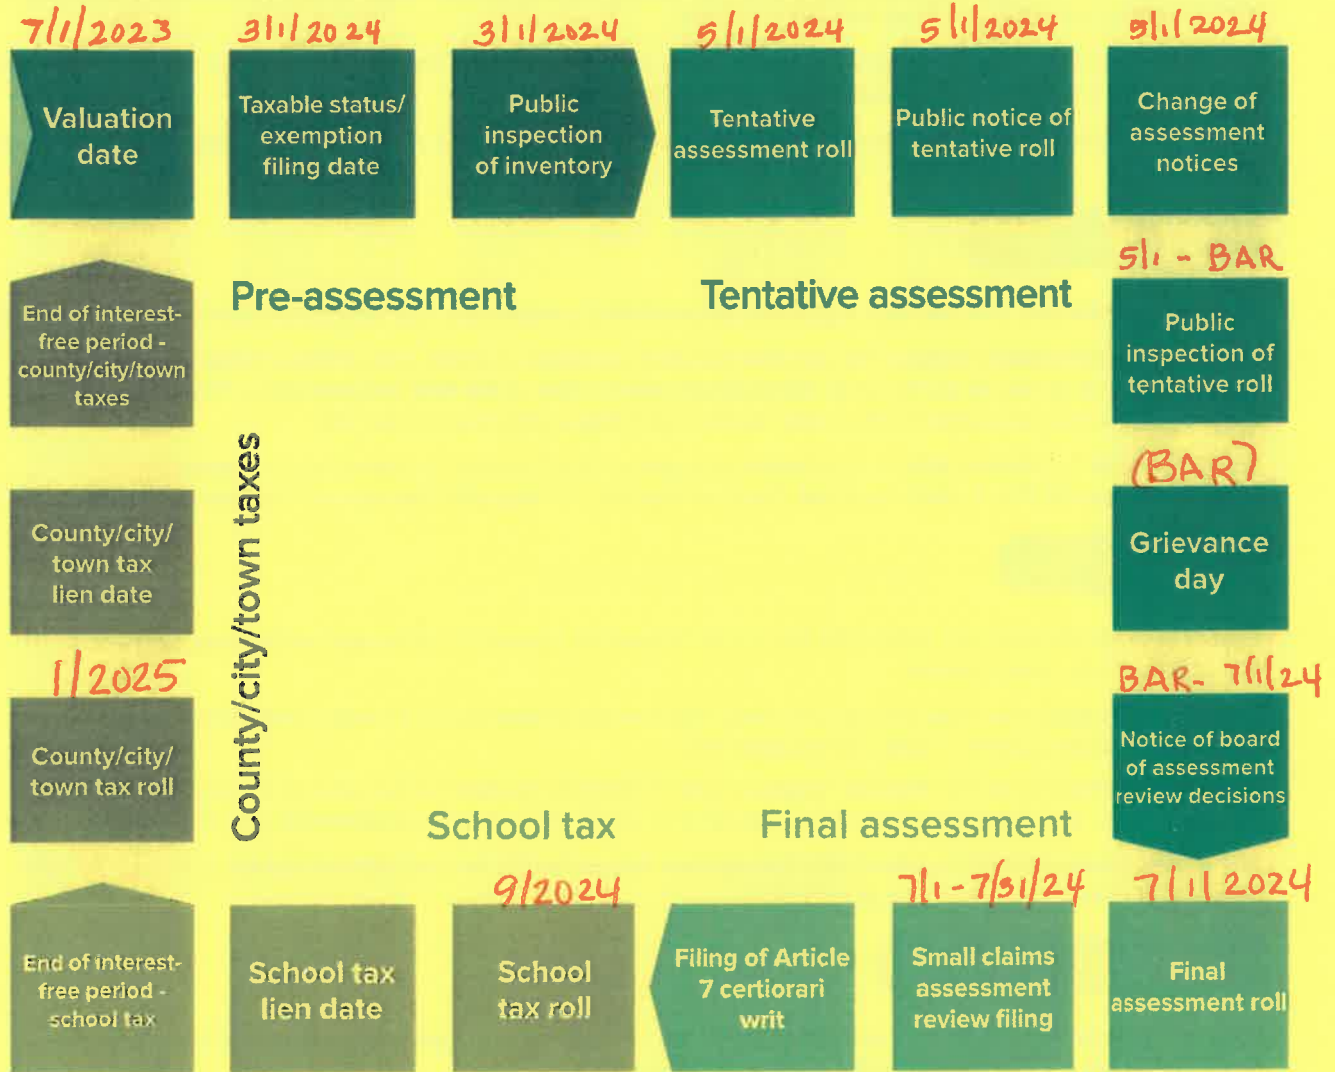 7/1/2023
3/1/2024
3/1/2024
5/1/2024
5/1/2024
5/1/2024
Valuation
date
Taxable status/
exemption
filing date
Public
inspection
of inventory
Tentative
assessment roll
Public notice of
tentative roll
Change of
assessment
notices
Pre-assessment
Tentative assessment
5/1 - BAR
Public
inspection of
tentative roll
(BAR)
Grievance
day
BAR- 7/1/24
Notice of board
of assessment
review decisions
Final assessment
7/1/2024
Final
assessment roll
7/1 - 7/31/24
Small claims
assessment
review filing
Filing of Article
7 certiorari
writ
School tax
9/2024
School
tax roll
School tax
lien date
End of interest-
free period -
school tax
County/city/town taxes
1/2025
County/city/
town tax roll
County/city/
town tax
lien date
End of interest-
free period -
county/city/town
taxes